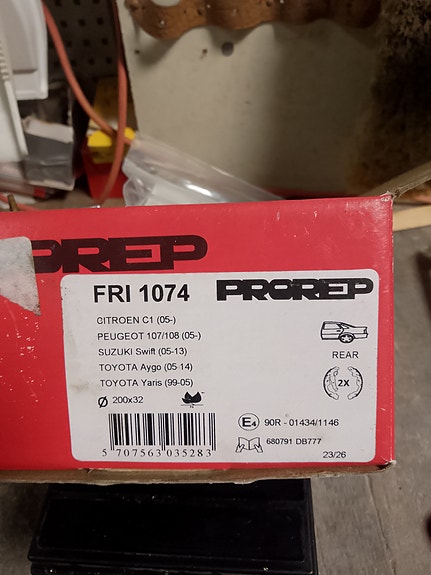 PROREP
FRI 1074 PROREP
CITROEN C1 (05-)
PEUGEOT 107/108 (05-)
SUZUKI Swift (05-13)
TOYOTA Aygo (05-14)
TOYOTA Yaris (99-05)
Ø 200x32
REAR
2X
E4 90R - 01434/1146
680791 DB777
5 707563 035283
23/26